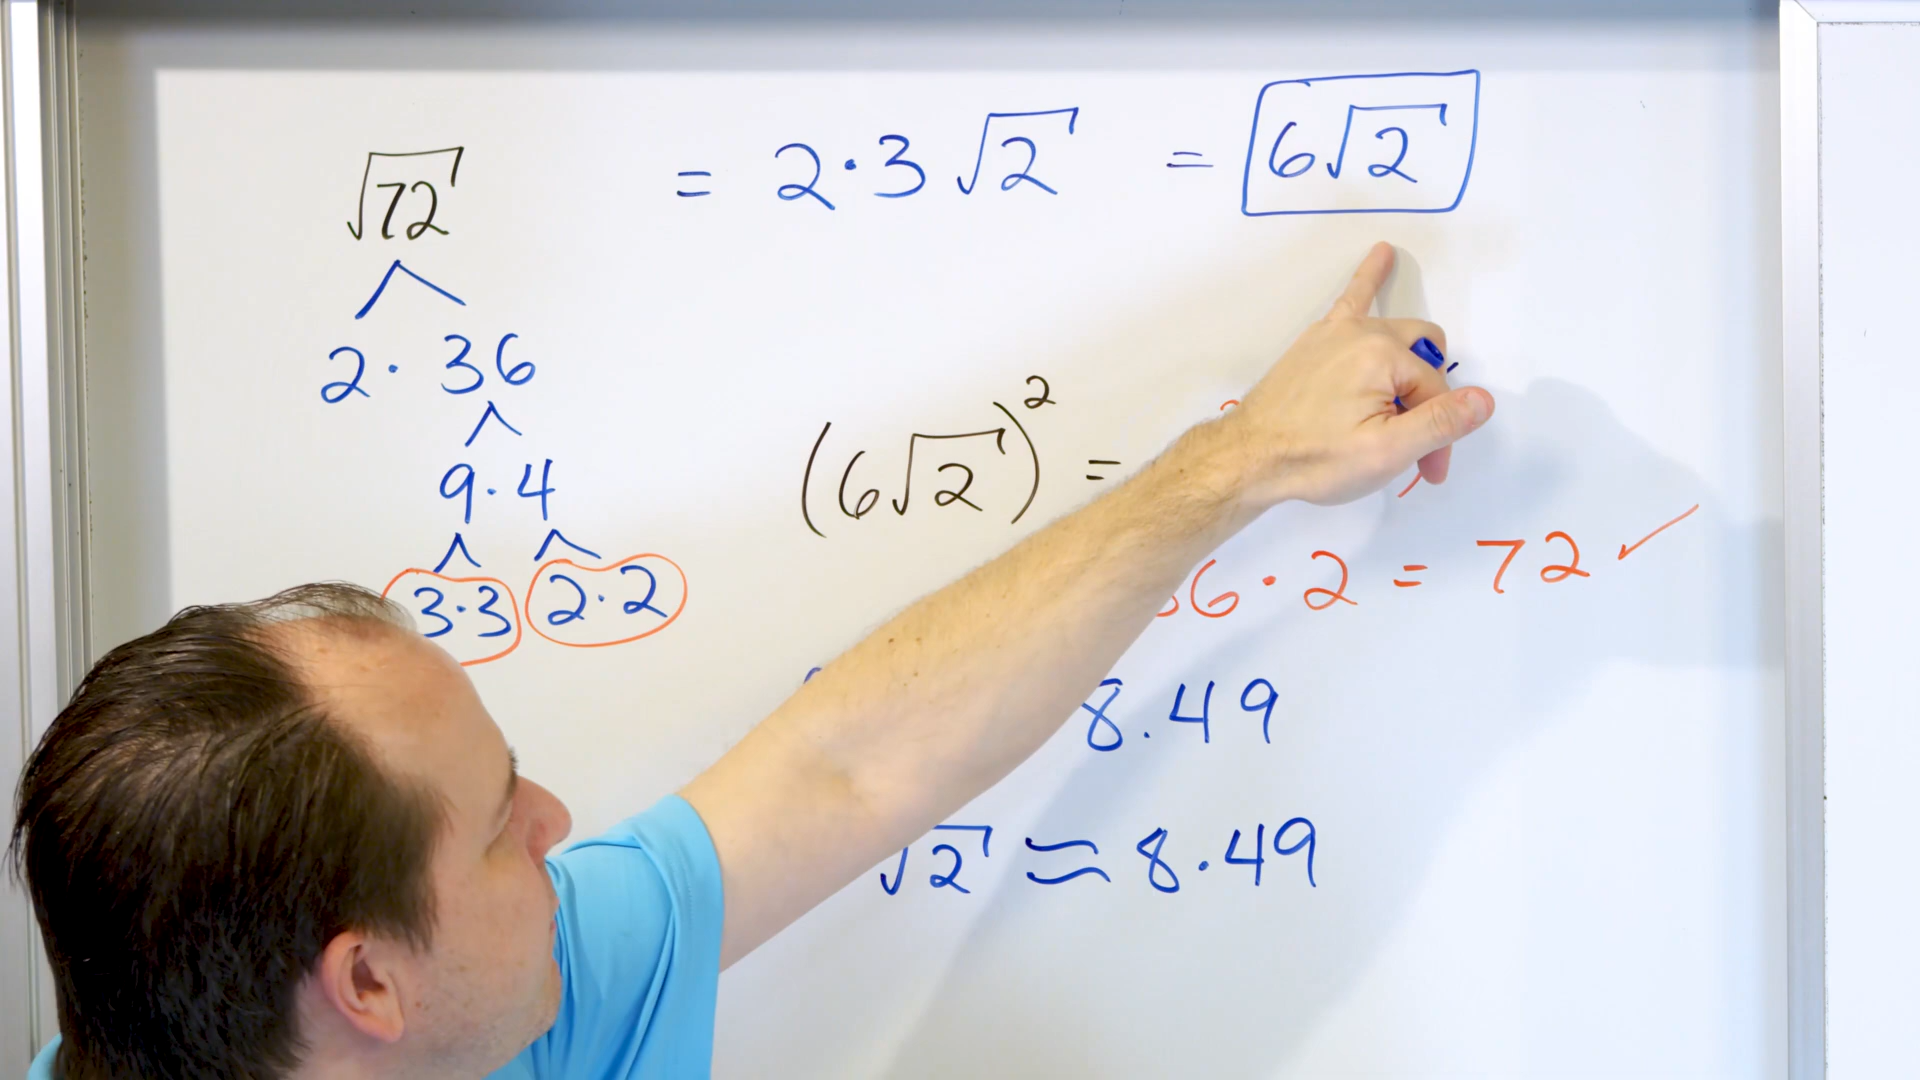 √72 = 2·3√2 = 6√2
2· 36
9·4
3·3 2·2
(6√2)² =
6·2 = 72 ✓
8.49
√2 ≈ 8.49